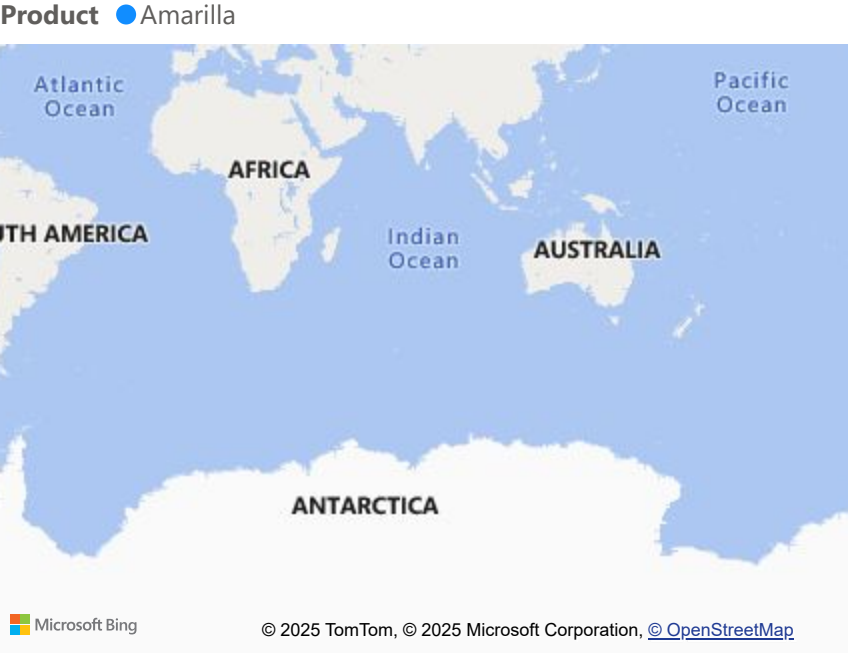 Product Amarilla
Atlantic
Ocean
Pacific
Ocean
AFRICA
UTH AMERICA
Indian
Ocean
AUSTRALIA
ANTARCTICA
Microsoft Bing
© 2025 TomTom, © 2025 Microsoft Corporation, © OpenStreetMap